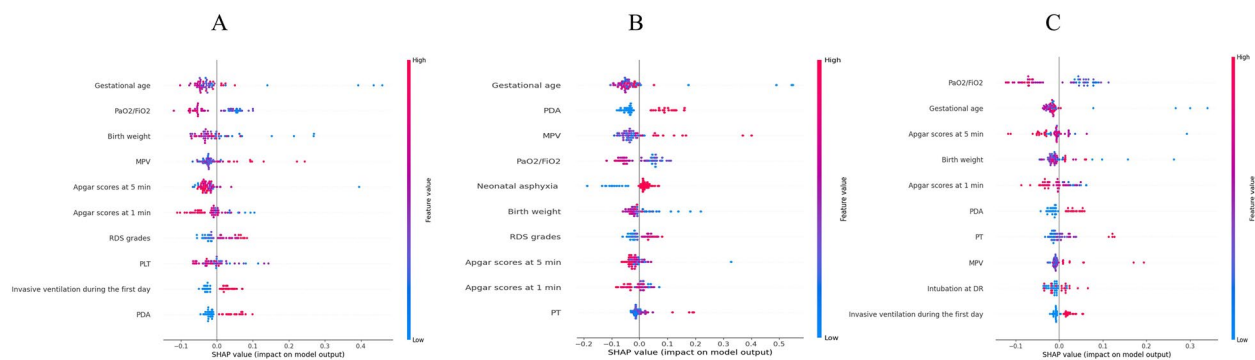 A
High
Gestational age
PaO2/FiO2
Birth weight
MPV
Apgar scores at 5 min
Apgar scores at 1 min
RDS grades
PLT
Invasive ventilation during the first day
PDA
Feature value
Low
−0.1 0.0 0.1 0.2 0.3 0.4
SHAP value (impact on model output)
B
High
Gestational age
PDA
MPV
PaO2/FiO2
Neonatal asphyxia
Birth weight
RDS grades
Apgar scores at 5 min
Apgar scores at 1 min
PT
Feature value
Low
−0.2 −0.1 0.0 0.1 0.2 0.3 0.4 0.5
SHAP value (impact on model output)
C
High
PaO2/FiO2
Gestational age
Apgar scores at 5 min
Birth weight
Apgar scores at 1 min
PDA
PT
MPV
Intubation at DR
Invasive ventilation during the first day
Feature value
Low
−0.1 0.0 0.1 0.2 0.3
SHAP value (impact on model output)